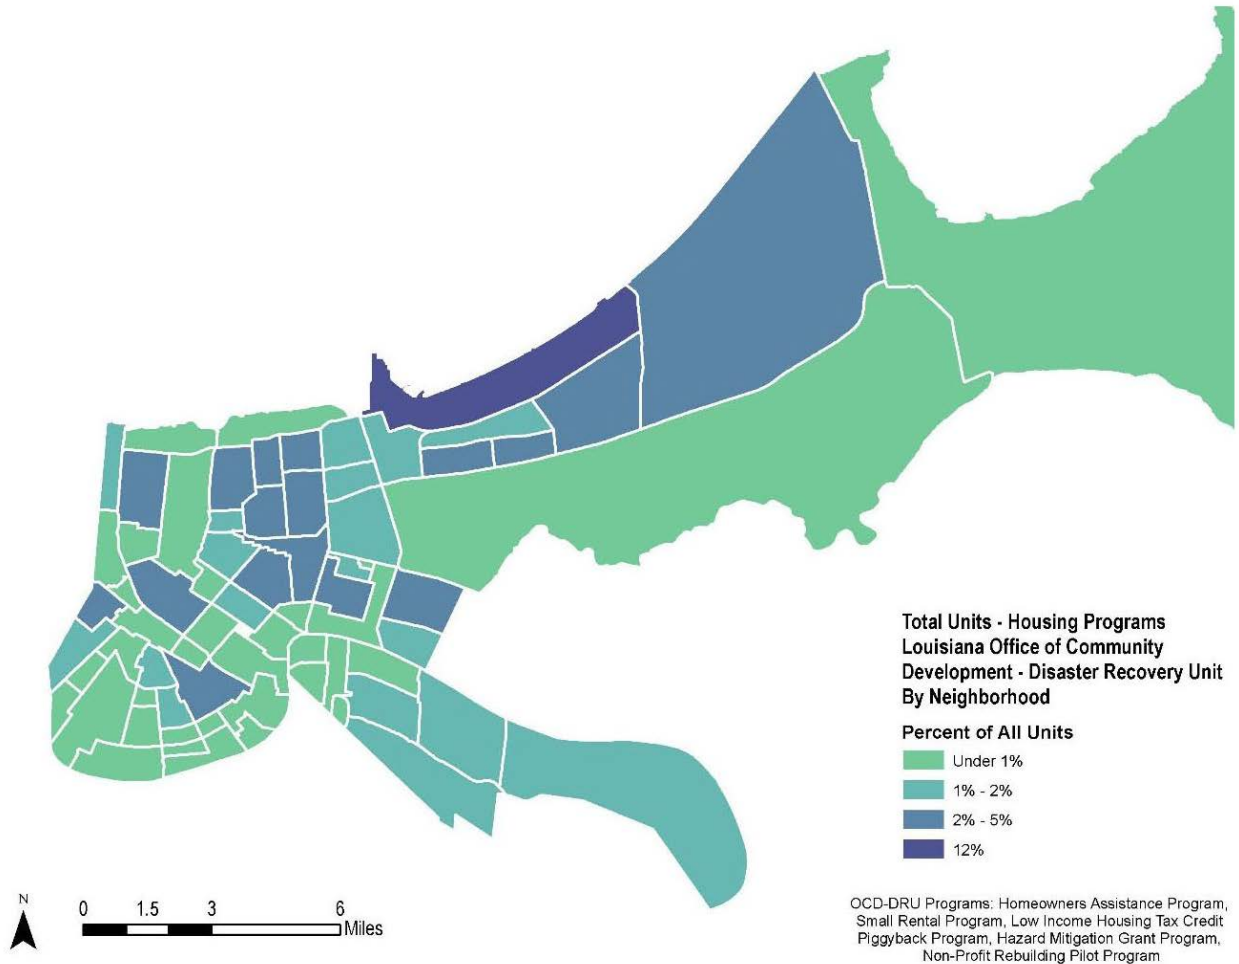 Total Units - Housing Programs
Louisiana Office of Community
Development - Disaster Recovery Unit
By Neighborhood
Percent of All Units
Under 1%
1% - 2%
2% - 5%
12%
N
0 1.5 3 6
Miles
OCD-DRU Programs: Homeowners Assistance Program,
Small Rental Program, Low Income Housing Tax Credit
Piggyback Program, Hazard Mitigation Grant Program,
Non-Profit Rebuilding Pilot Program